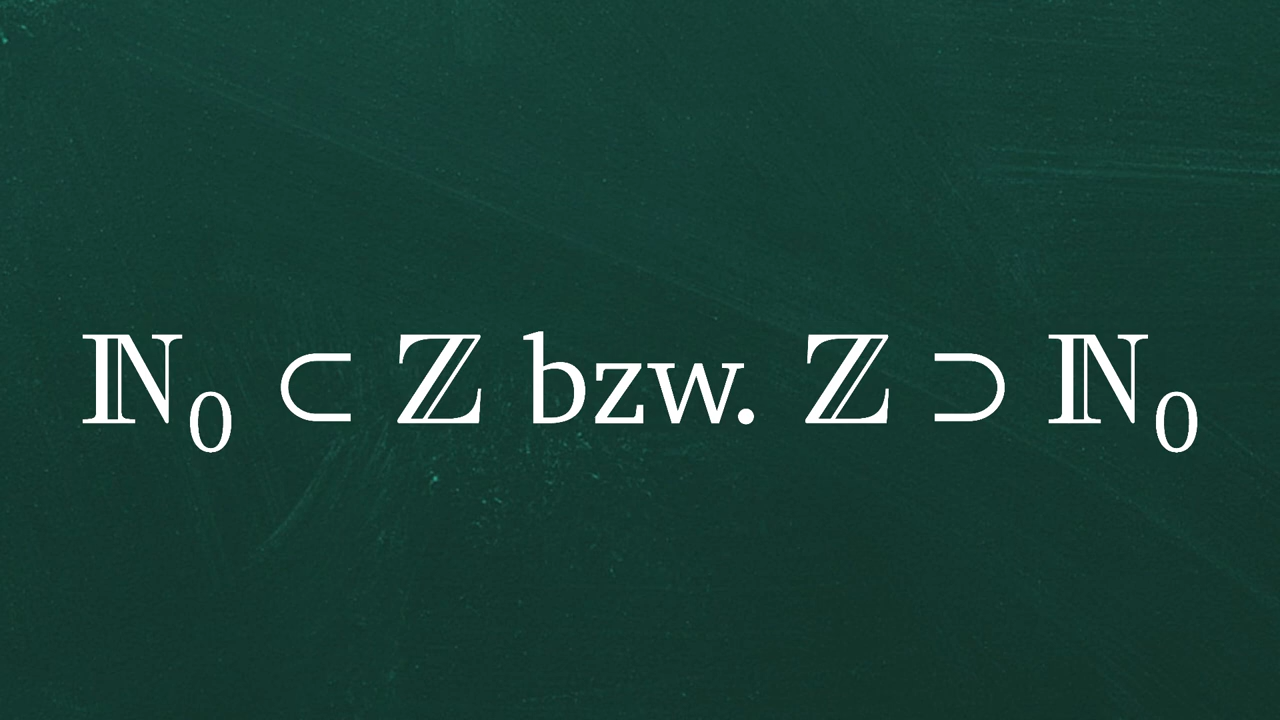 ℕ₀ ⊂ ℤ bzw. ℤ ⊃ ℕ₀